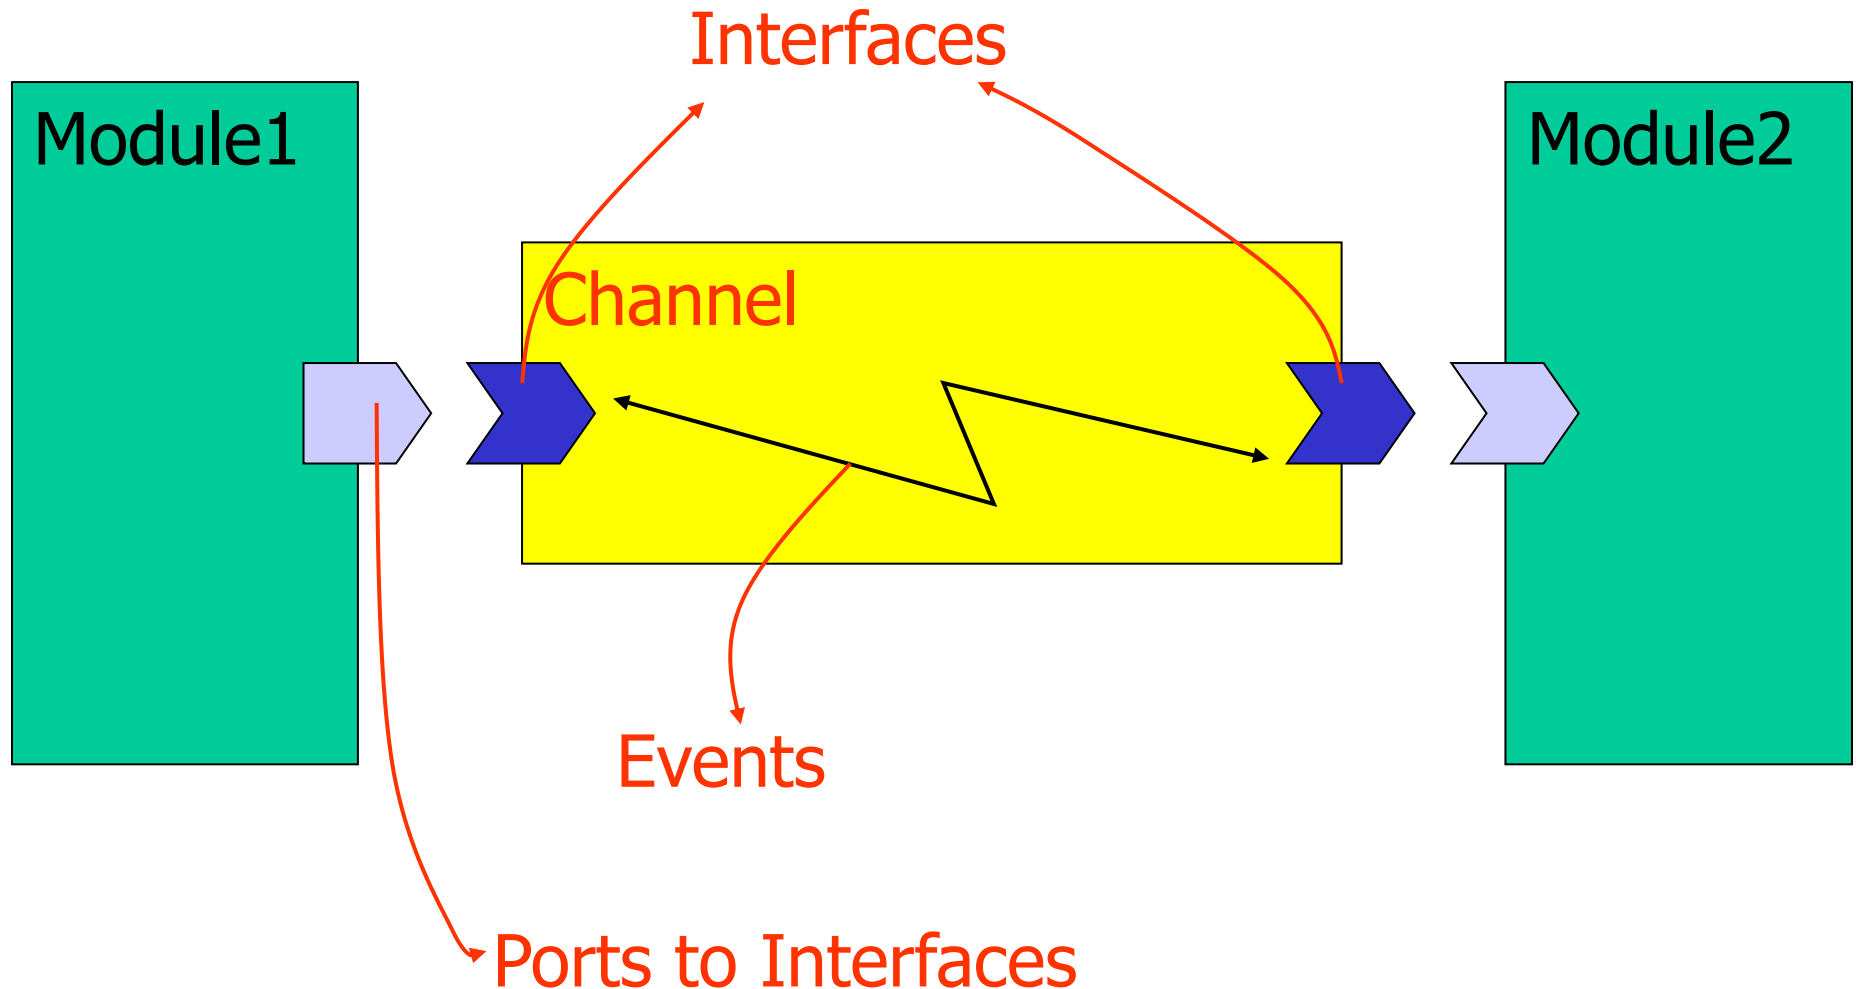 Interfaces
Module1
Module2
Channel
Events
Ports to Interfaces